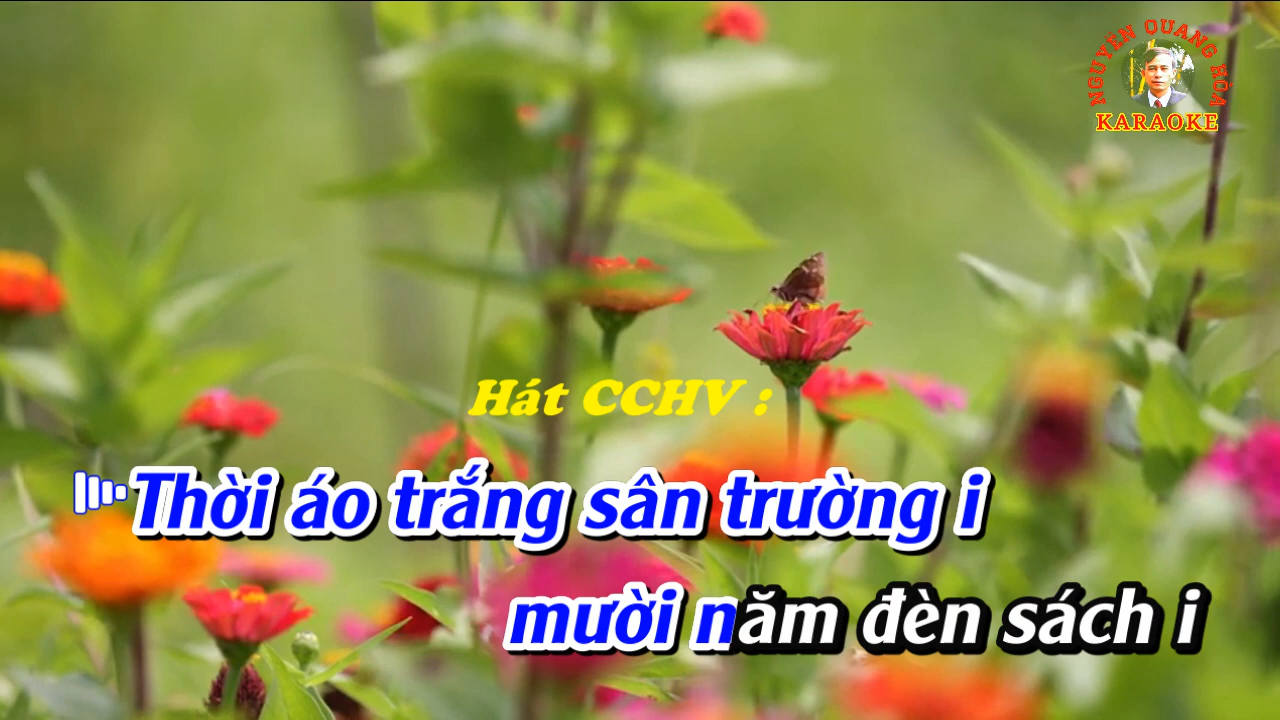 NGUYỄN QUANG HÒA
KARAOKE
Hát CCHV :
Thời áo trắng sân trường i
mười năm đèn sách i